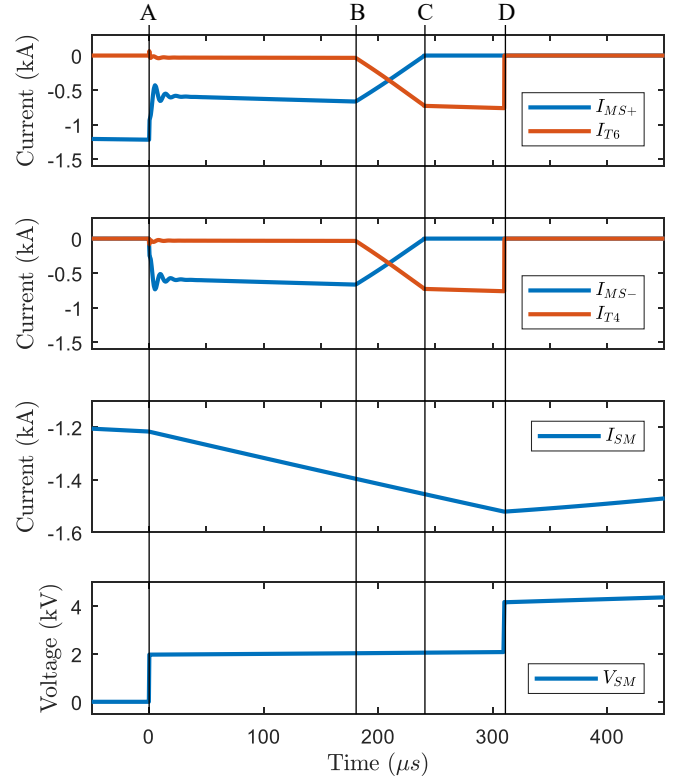 A B C D
0
-0.5
-1
-1.5
Current (kA)
I_{MS+}
I_{T6}
0
-0.5
-1
-1.5
Current (kA)
I_{MS-}
I_{T4}
-1.2
-1.4
-1.6
Current (kA)
I_{SM}
4
2
0
Voltage (kV)
V_{SM}
0 100 200 300 400
Time (μs)